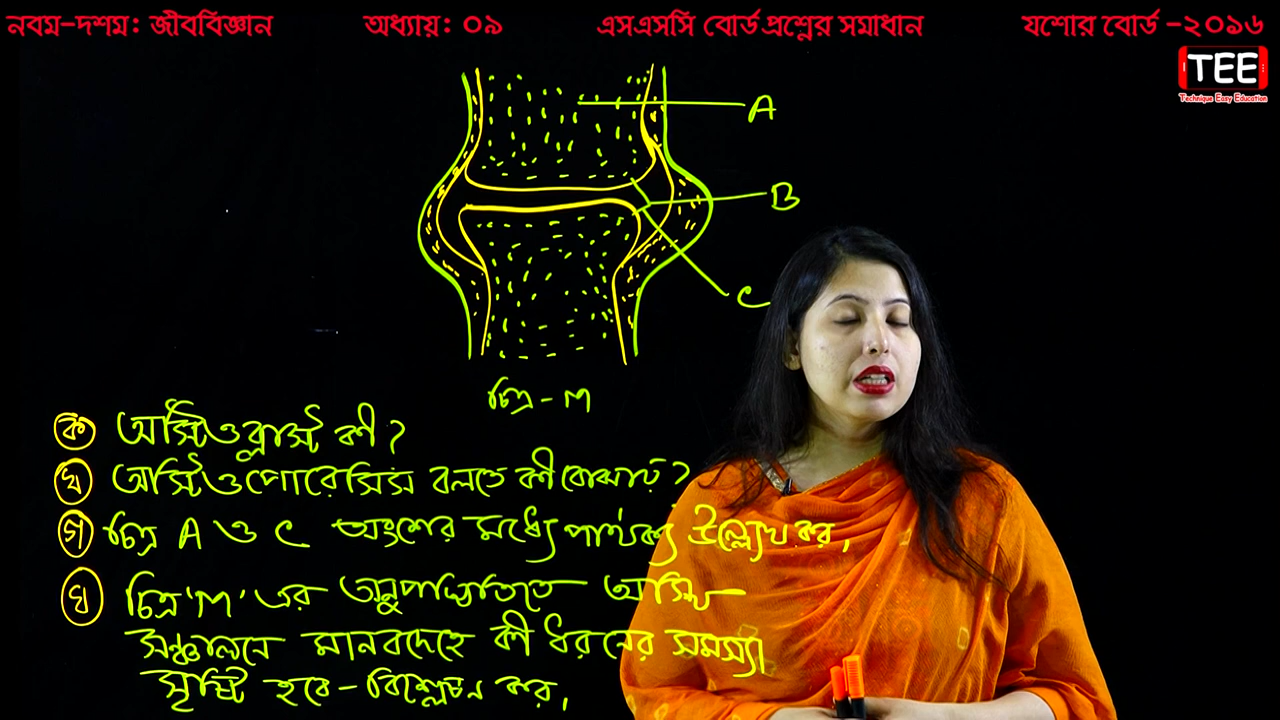 নবম-দশম: জীববিজ্ঞান অধ্যায়: ০৯ এসএসসি বোর্ড প্রশ্নের সমাধান যশোর বোর্ড -২০১৬
TEE
Technique Easy Education
A
B
C
চিত্র - M
ক অস্টিওব্লাস্ট কী?
খ অস্টিওপোরেসিস বলতে কী বোঝায়?
গ চিত্র A ও C অংশের মধ্যে পার্থক্য উল্লেখ কর,
ঘ চিত্র 'M' এর অনুপস্থিতিতে অস্থি
সঞ্চালনে মানবদেহে কী ধরনের সমস্যা
সৃষ্টি হবে - বিশ্লেষন কর,